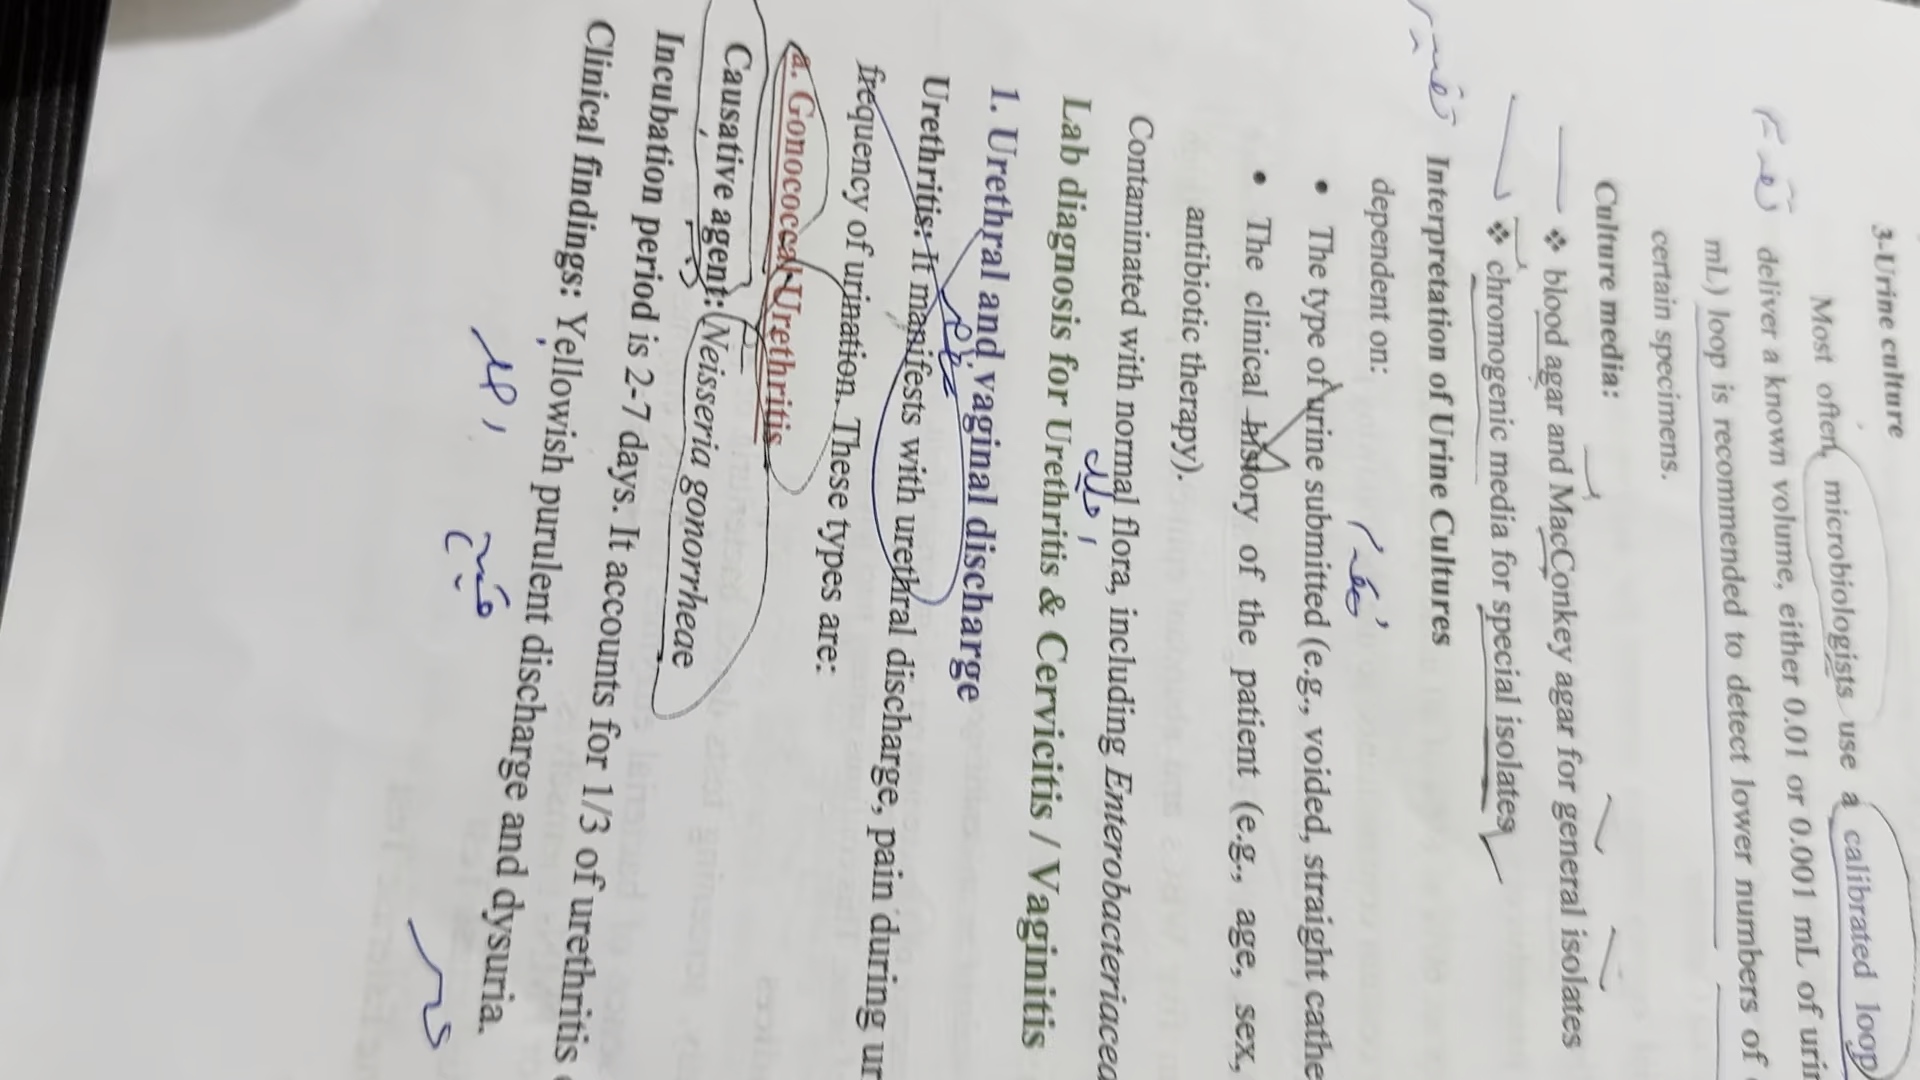 3-Urine culture
Most often, microbiologists use a calibrated loop
deliver a known volume, either 0.01 or 0.001 mL of urin
mL) loop is recommended to detect lower numbers of
certain specimens.
Culture media:
❖ blood agar and MacConkey agar for general isolates
❖ chromogenic media for special isolates
Interpretation of Urine Cultures
dependent on:
• The type of urine submitted (e.g., voided, straight cathe
• The clinical history of the patient (e.g., age, sex,
antibiotic therapy).
Contaminated with normal flora, including Enterobacteriacea
Lab diagnosis for Urethritis & Cervicitis / Vaginitis
1. Urethral and vaginal discharge
Urethritis: It manifests with urethral discharge, pain during ur
frequency of urination. These types are:
a. Gonococcal Urethritis
Causative agent: Neisseria gonorrheae
Incubation period is 2-7 days. It accounts for 1/3 of urethritis
Clinical findings: Yellowish purulent discharge and dysuria.